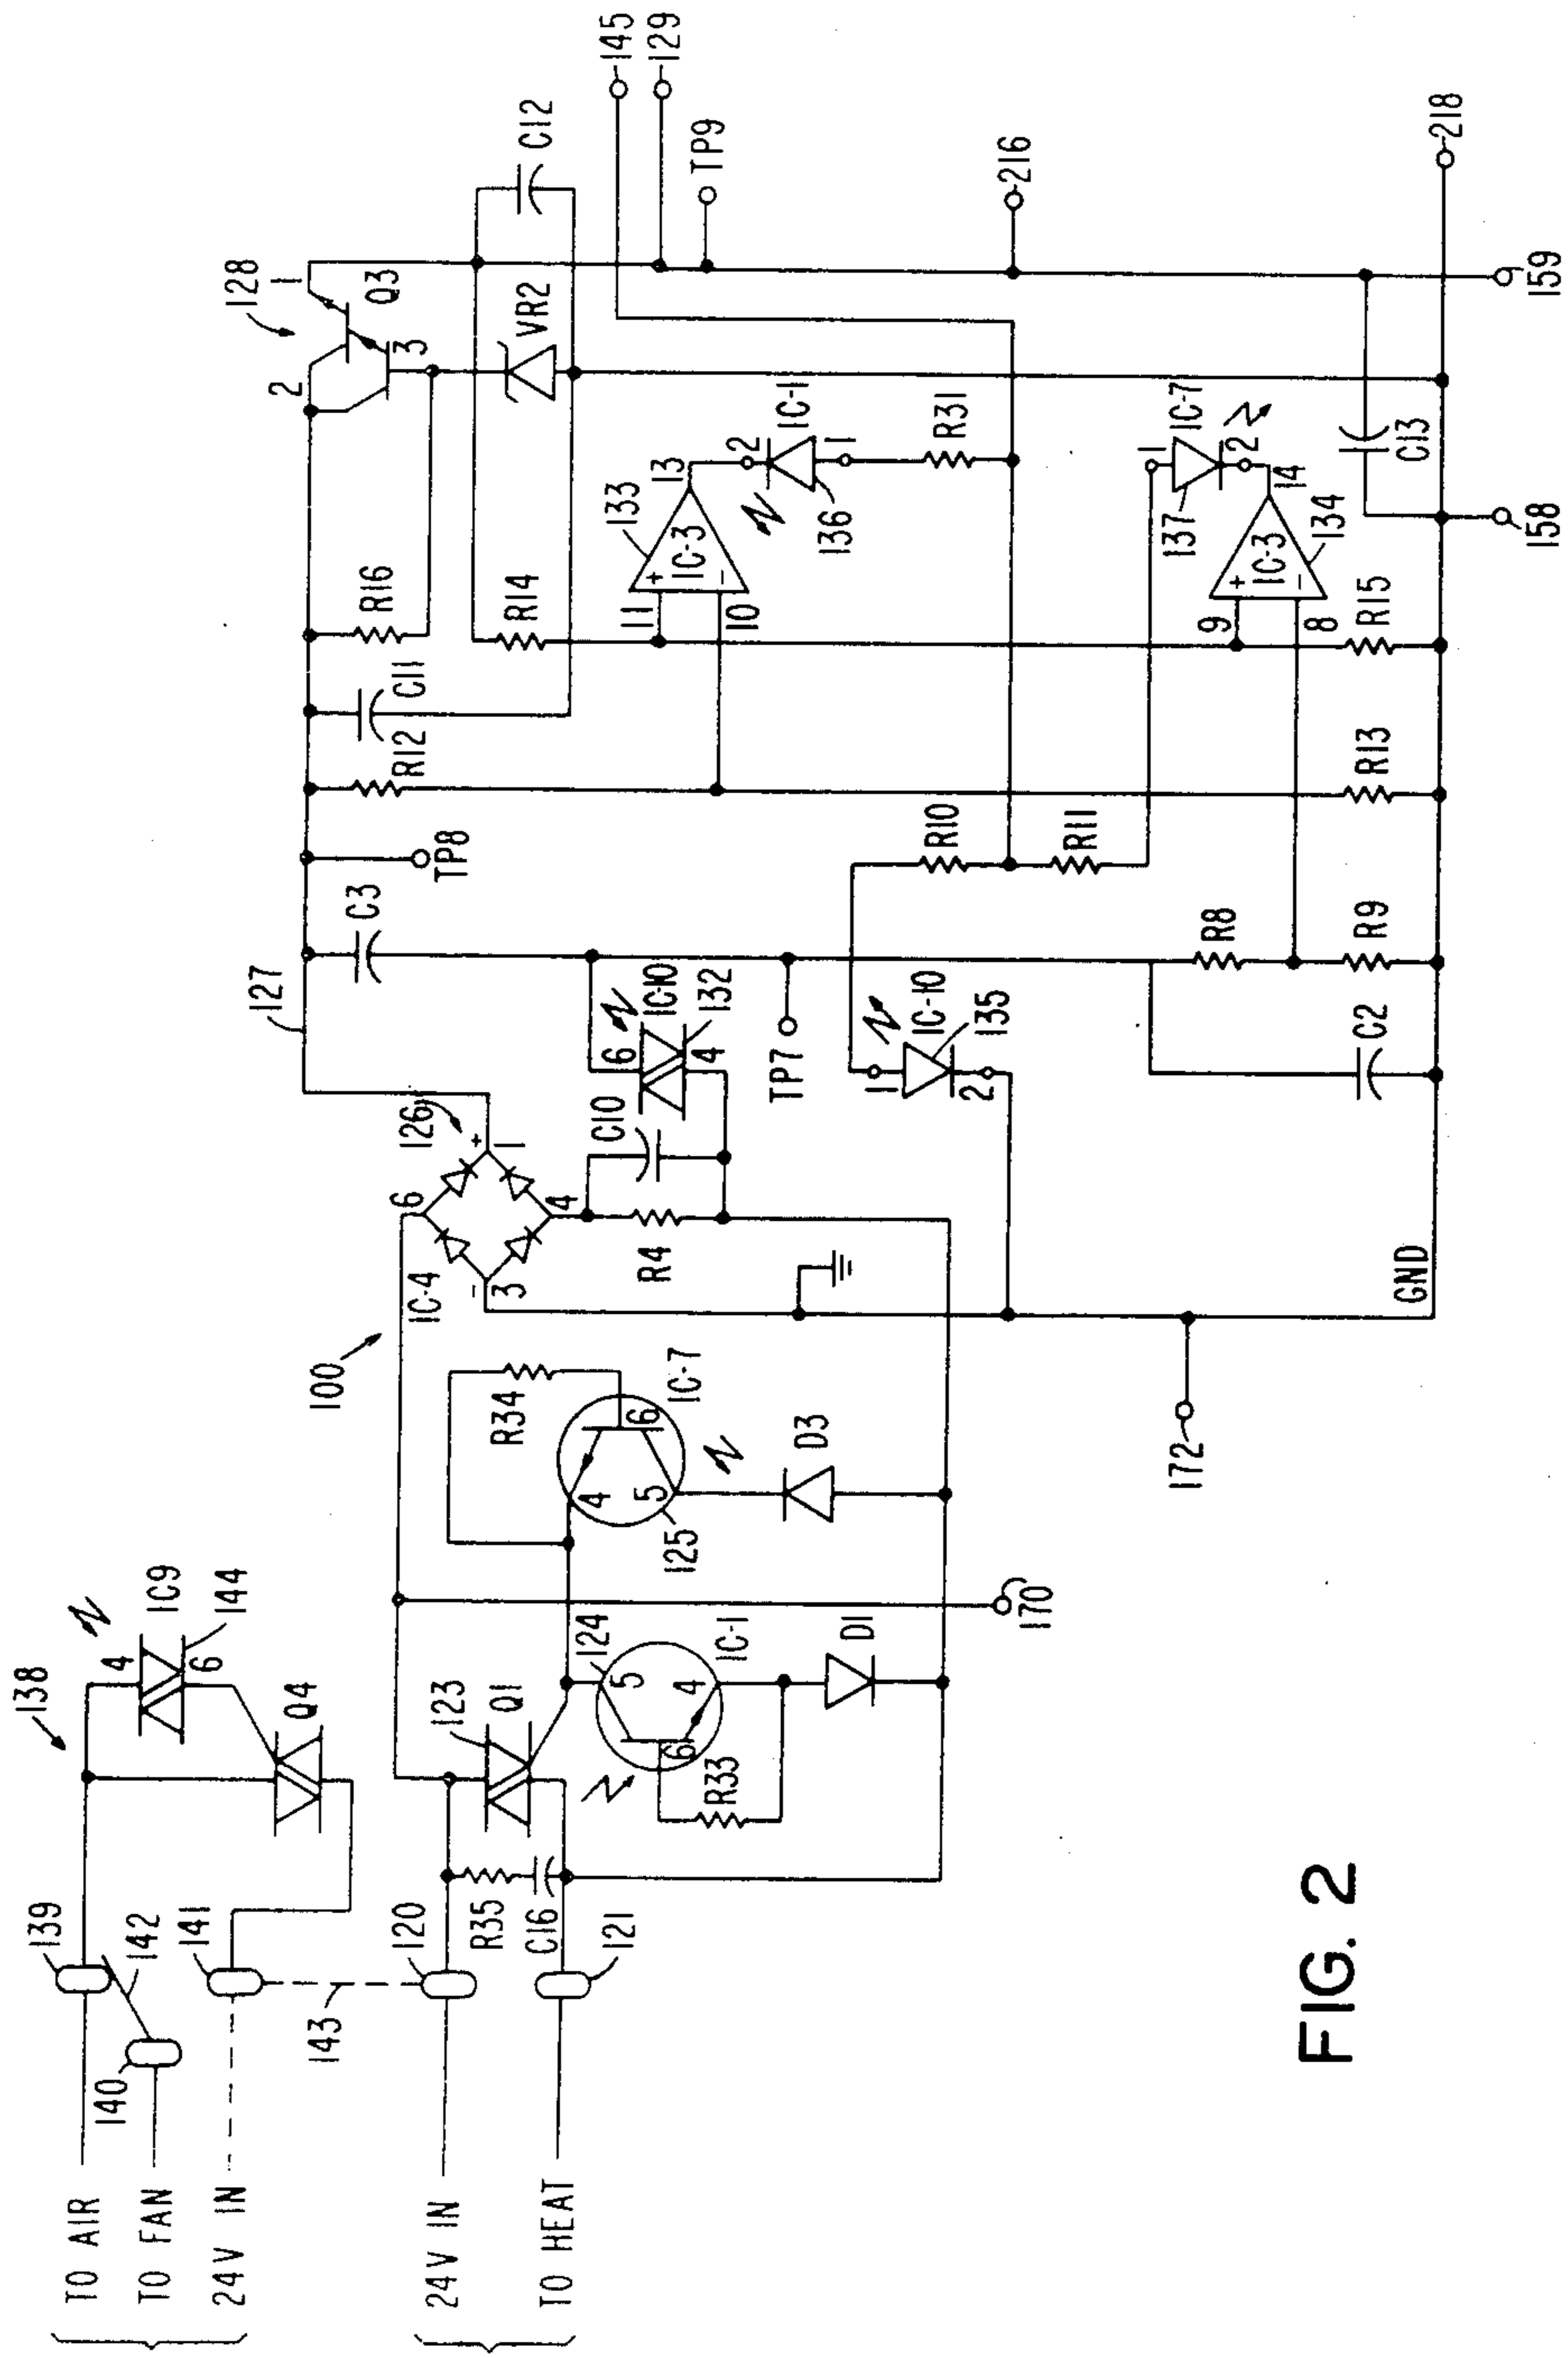 TO AIR
TO FAN
24V IN
24V IN
TO HEAT
138
139
140
142
141
143
120
121
4
IC9
6
144
Q4
R35
C16
123
Q1
124
5
6
4
IC-1
R33
D1
170
100
R34
4
6
5
IC-7
125
D3
172
IC-4
6
126
+
1
-
3
4
R4
C10
6
IC-10
132
4
127
C3
TP8
TP7
1
IC-10
135
2
GND
C2
R8
R9
R10
R11
R12
R13
C11
R16
R14
R15
128
2
1
Q3
3
VR2
C12
11
10
+
-
IC-3
133
13
2
IC-1
1
136
R31
9
8
+
-
IC-3
134
14
1
IC-7
2
137
C13
145
129
TP9
216
218
158
159
FIG. 2